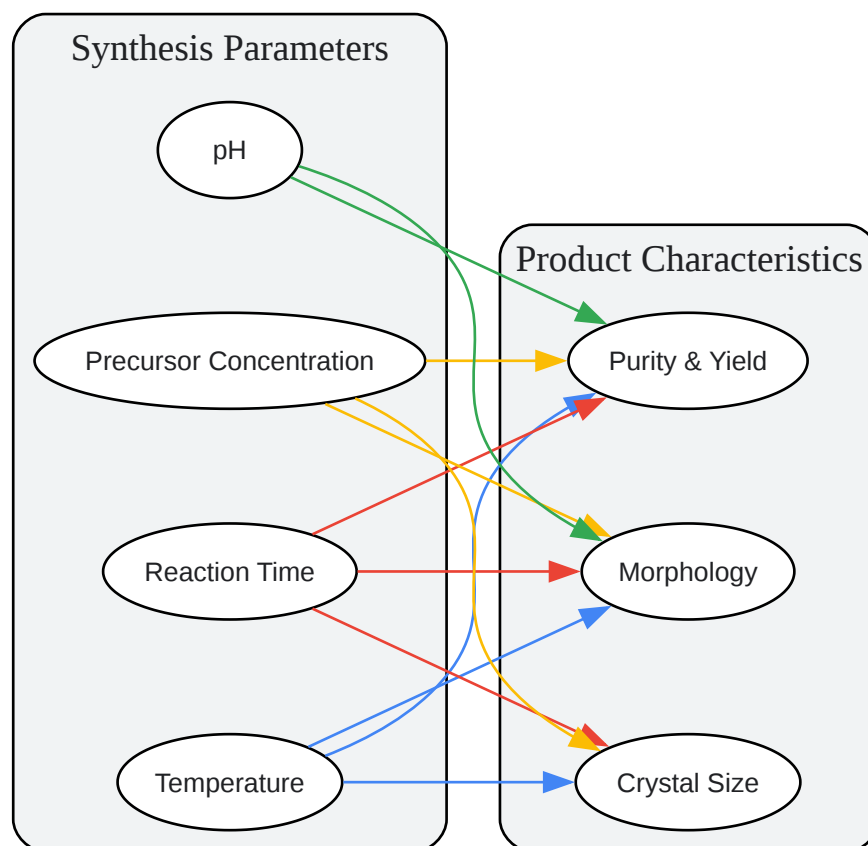 Synthesis Parameters
pH
Precursor Concentration
Reaction Time
Temperature
Product Characteristics
Purity & Yield
Morphology
Crystal Size